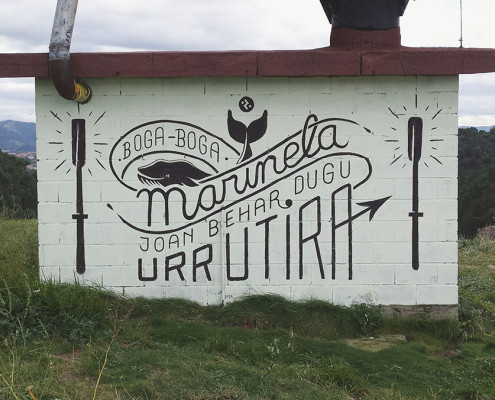 BOGA-BOGA
marinela
JOAN BEHAR DUGU
URRUTIRA